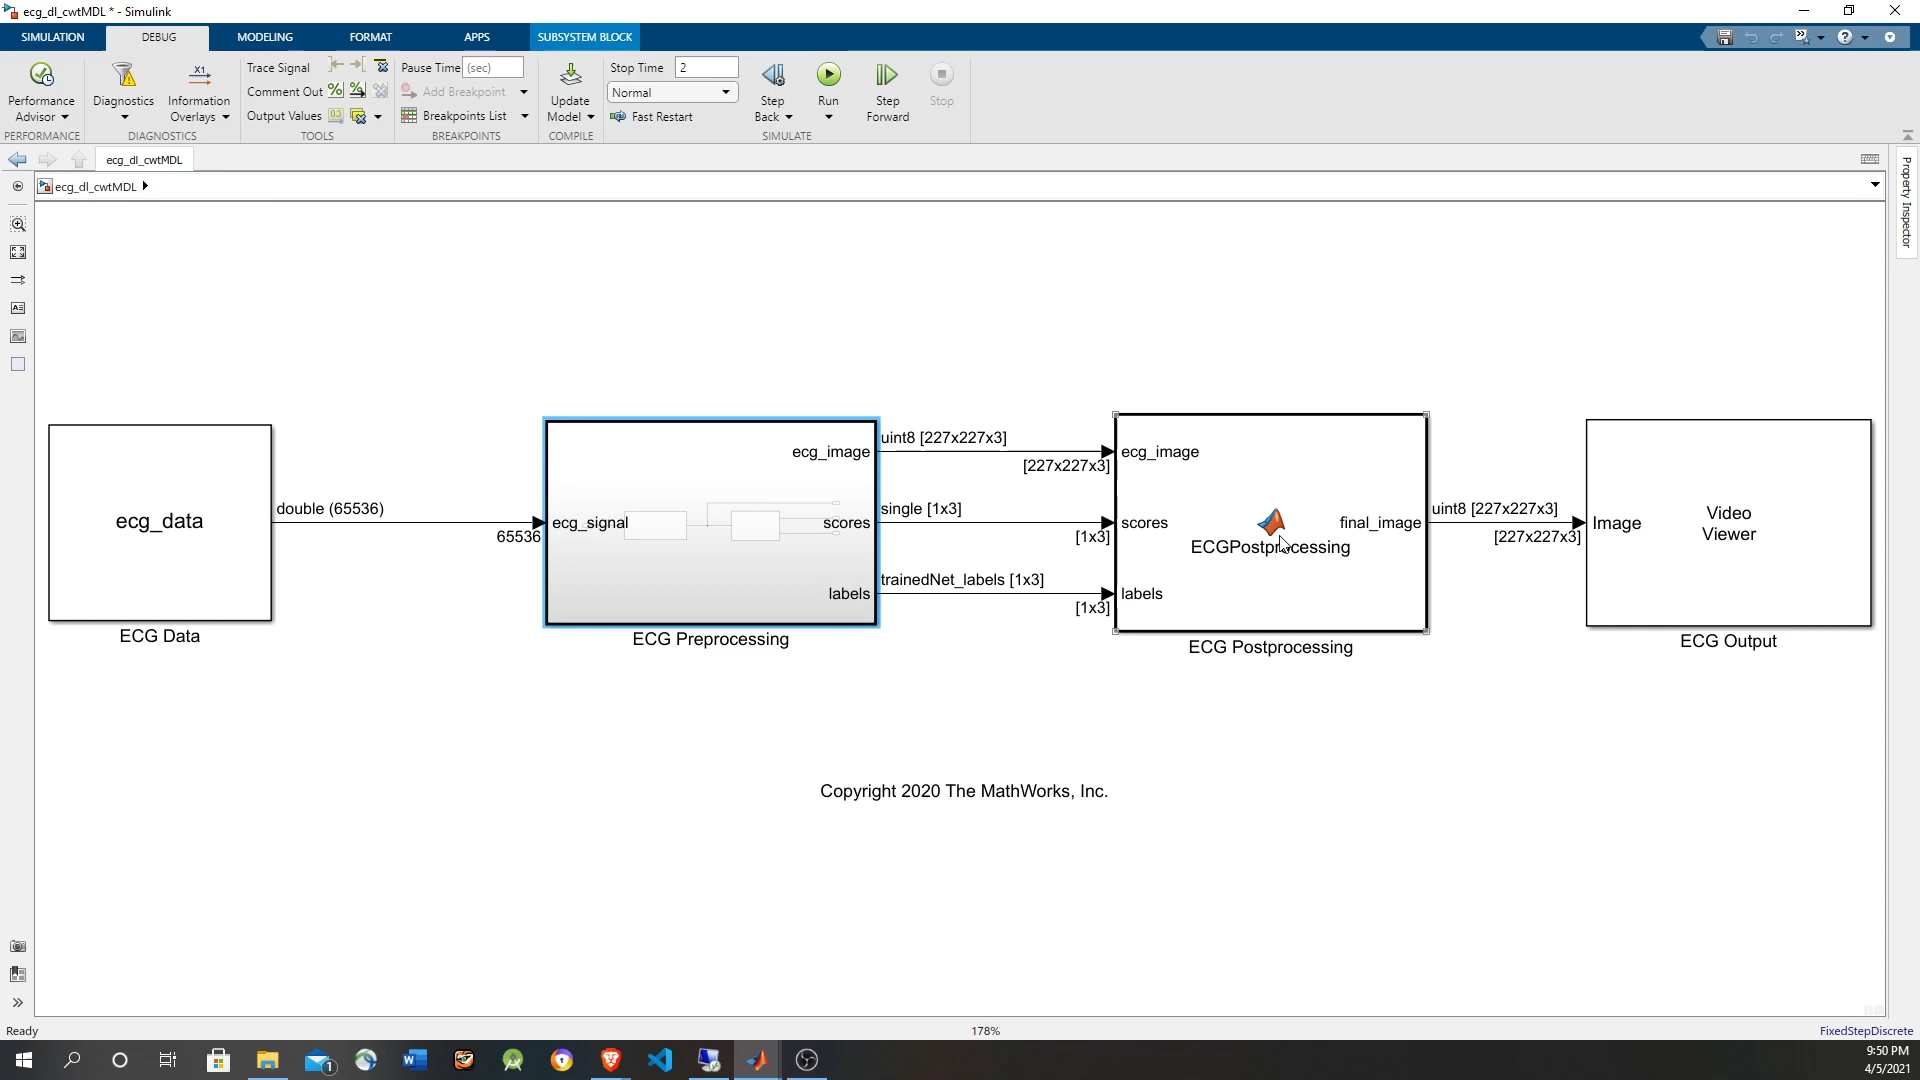 ecg_dl_cwtMDL * - Simulink
SIMULATION DEBUG MODELING FORMAT APPS SUBSYSTEM BLOCK
Performance Advisor
PERFORMANCE
Diagnostics
Information Overlays
DIAGNOSTICS
Trace Signal
Comment Out
Output Values
TOOLS
Pause Time (sec)
Add Breakpoint
Breakpoints List
BREAKPOINTS
Update Model
COMPILE
Stop Time 2
Normal
Fast Restart
Step Back
Run
Step Forward
Stop
SIMULATE
ecg_dl_cwtMDL
ecg_dl_cwtMDL
Property Inspector
ecg_data
ECG Data
double (65536)
65536
ecg_signal
ecg_image
scores
labels
ECG Preprocessing
uint8 [227x227x3]
[227x227x3]
single [1x3]
[1x3]
trainedNet_labels [1x3]
[1x3]
ecg_image
scores
labels
ECGPostprocessing
final_image
ECG Postprocessing
uint8 [227x227x3]
[227x227x3]
Image
Video
Viewer
ECG Output
Copyright 2020 The MathWorks, Inc.
Ready
178%
FixedStepDiscrete
1
9:50 PM
4/5/2021